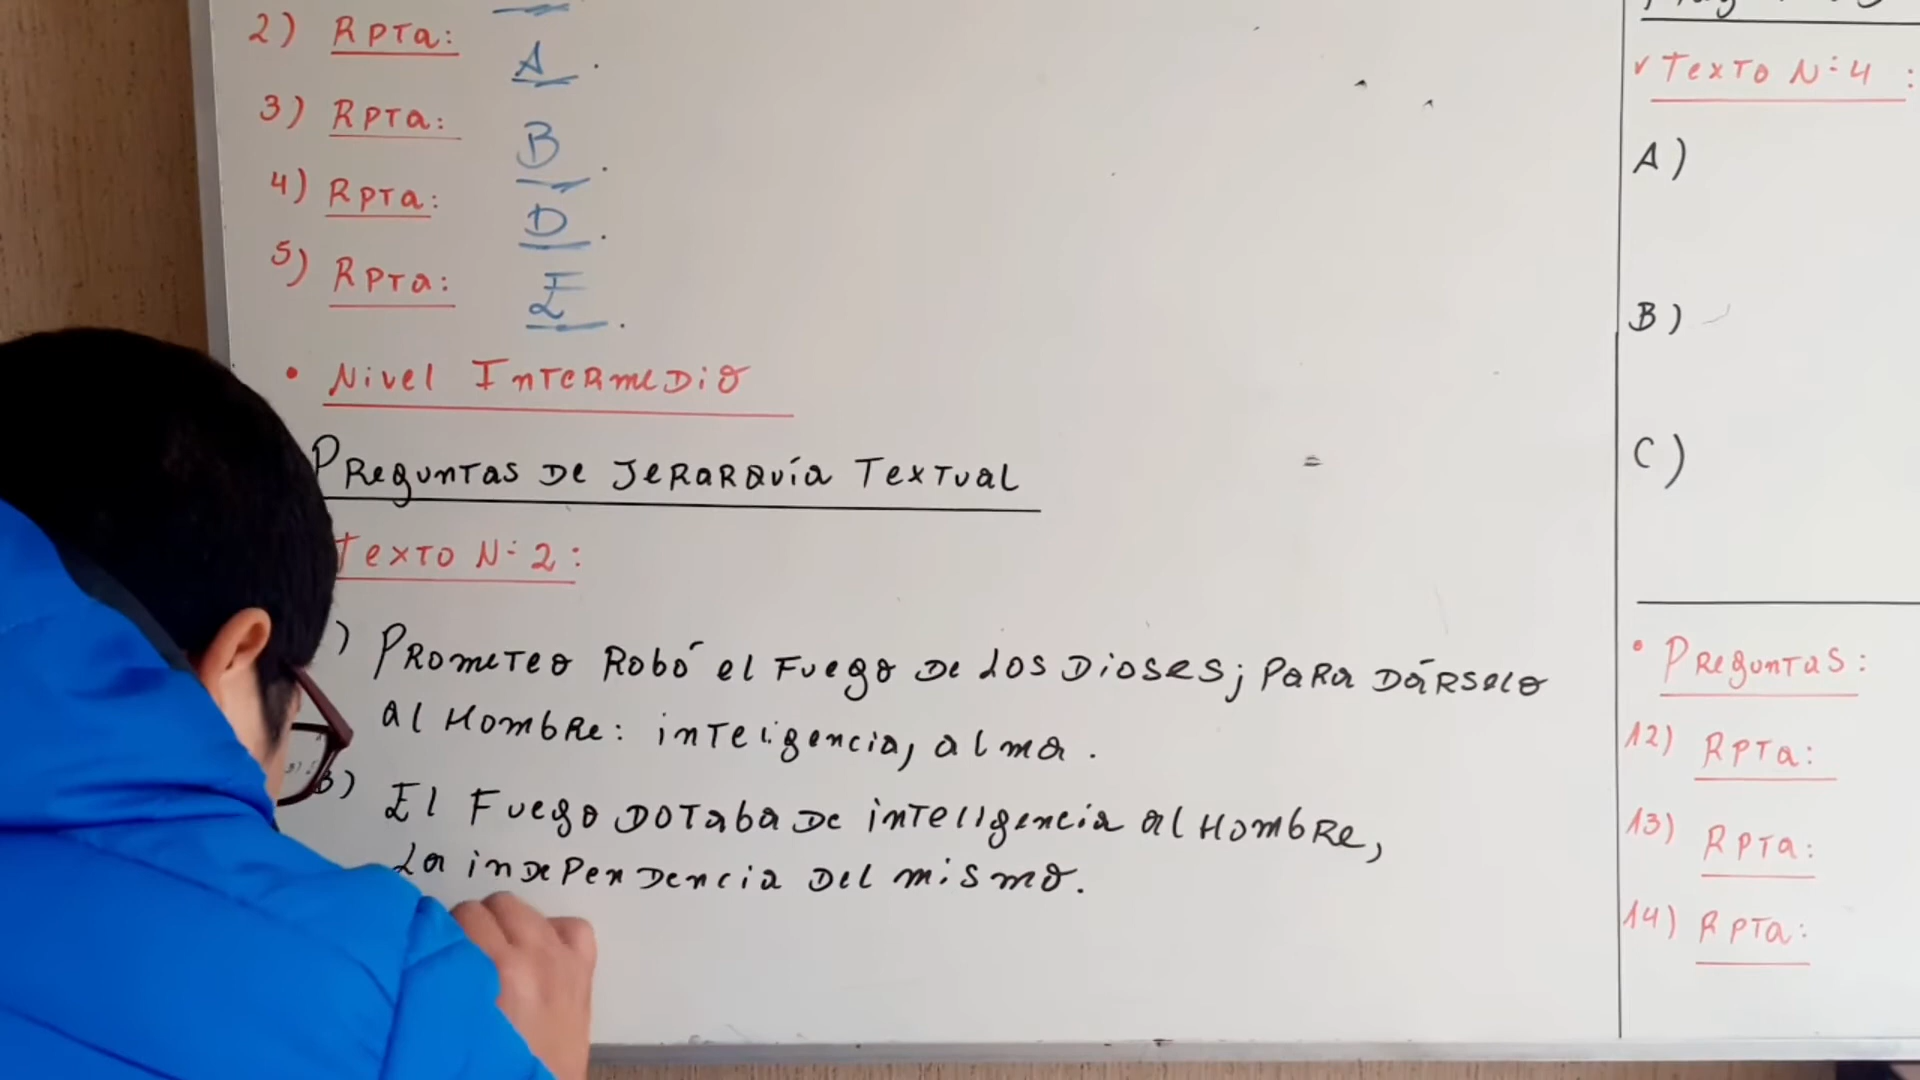 2) Rpta: A.
3) Rpta: B.
4) Rpta: D.
5) Rpta: E.
• Nivel Intermedio
Preguntas de Jerarquía Textual
Texto N: 2:
) Prometeo Robó el Fuego de los Dioses; para dárselo
al Hombre: inteligencia, alma.
B) El Fuego Dotaba de inteligencia al Hombre,
la independencia del mismo.
✓ Texto N: 4 :
A)
B)
C)
• Preguntas:
12) Rpta:
13) Rpta:
14) Rpta: